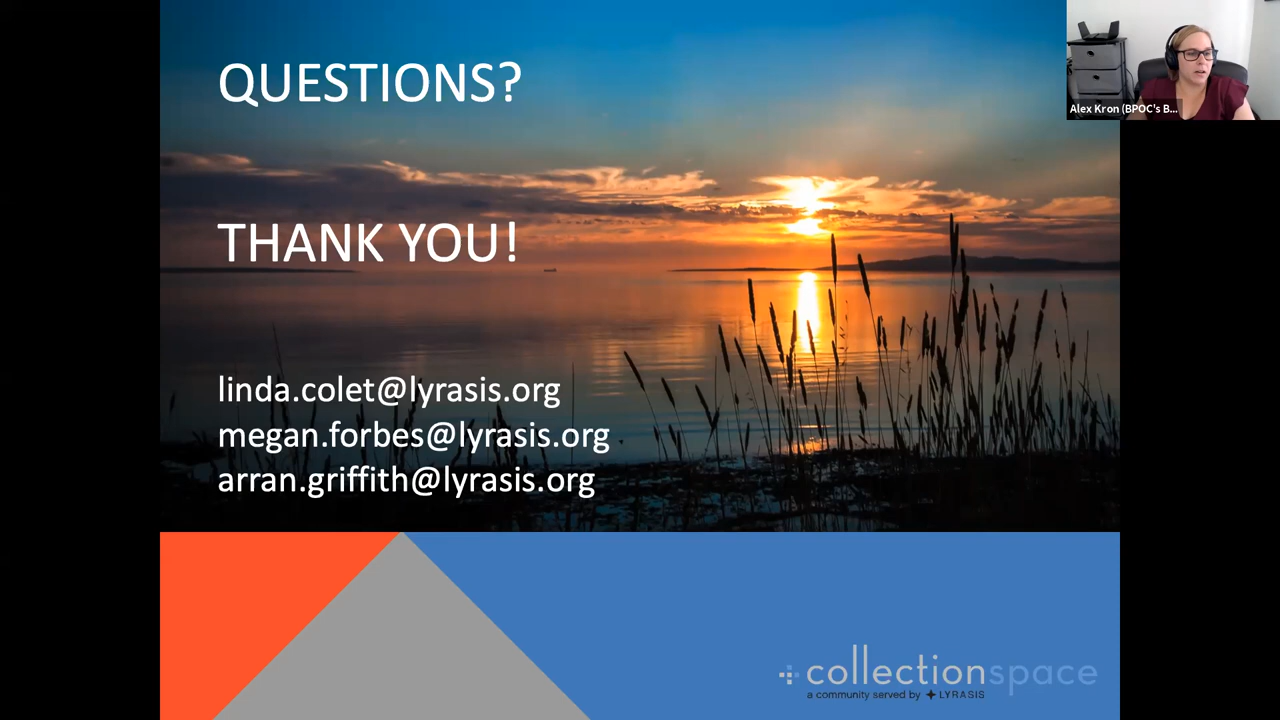 QUESTIONS?
THANK YOU!
linda.colet@lyrasis.org
megan.forbes@lyrasis.org
arran.griffith@lyrasis.org
Alex Kron (BPOC's B...
collectionspace
a community served by LYRASIS